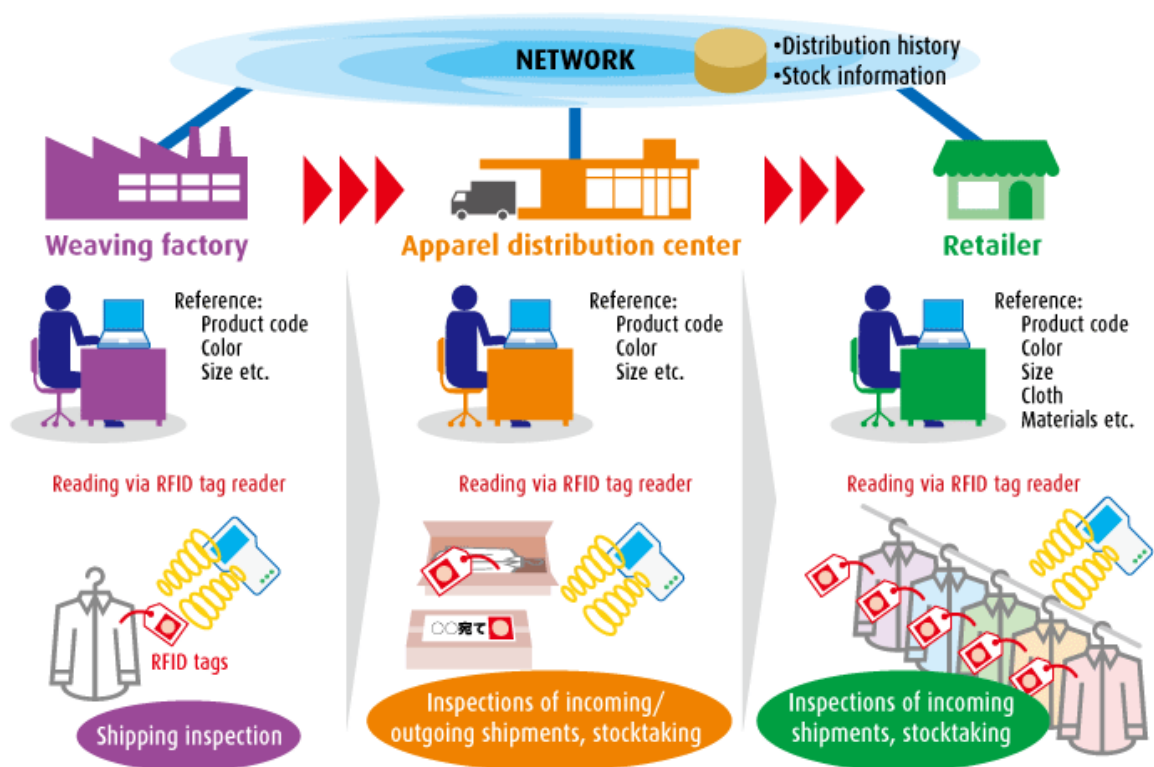 NETWORK
•Distribution history
•Stock information
Weaving factory
Apparel distribution center
Retailer
Reference:
Product code
Color
Size etc.
Reference:
Product code
Color
Size etc.
Reference:
Product code
Color
Size
Cloth
Materials etc.
Reading via RFID tag reader
Reading via RFID tag reader
Reading via RFID tag reader
RFID tags
○○宛て
Shipping inspection
Inspections of incoming/
outgoing shipments, stocktaking
Inspections of incoming
shipments, stocktaking